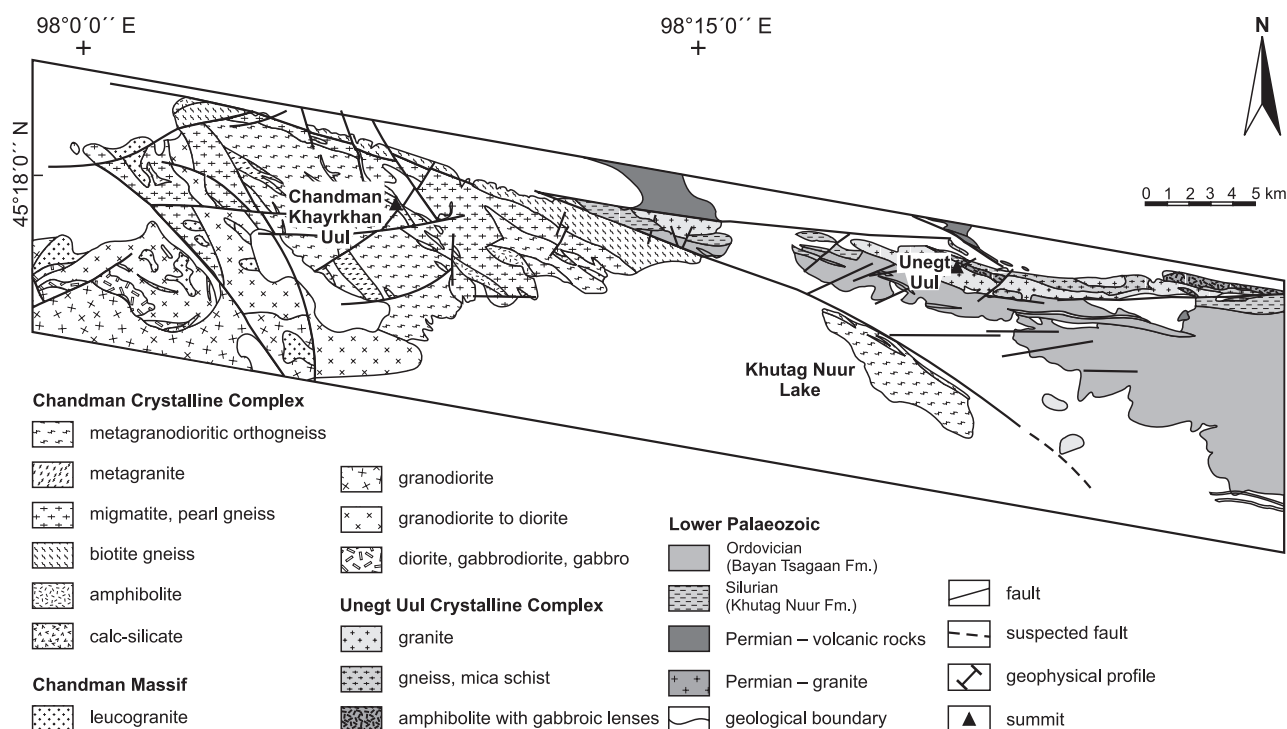 98°0´0´´ E
98°15´0´´ E
N
45°18´0´´ N
0 1 2 3 4 5 km
Chandman
Khayrkhan
Uul
Unegt
Uul
Khutag Nuur
Lake
Chandman Crystalline Complex
metagranodioritic orthogneiss
metagranite
migmatite, pearl gneiss
biotite gneiss
amphibolite
calc-silicate
Chandman Massif
leucogranite
granodiorite
granodiorite to diorite
diorite, gabbrodiorite, gabbro
Unegt Uul Crystalline Complex
granite
gneiss, mica schist
amphibolite with gabbroic lenses
Lower Palaeozoic
Ordovician
(Bayan Tsagaan Fm.)
Silurian
(Khutag Nuur Fm.)
Permian – volcanic rocks
Permian – granite
geological boundary
fault
suspected fault
geophysical profile
summit